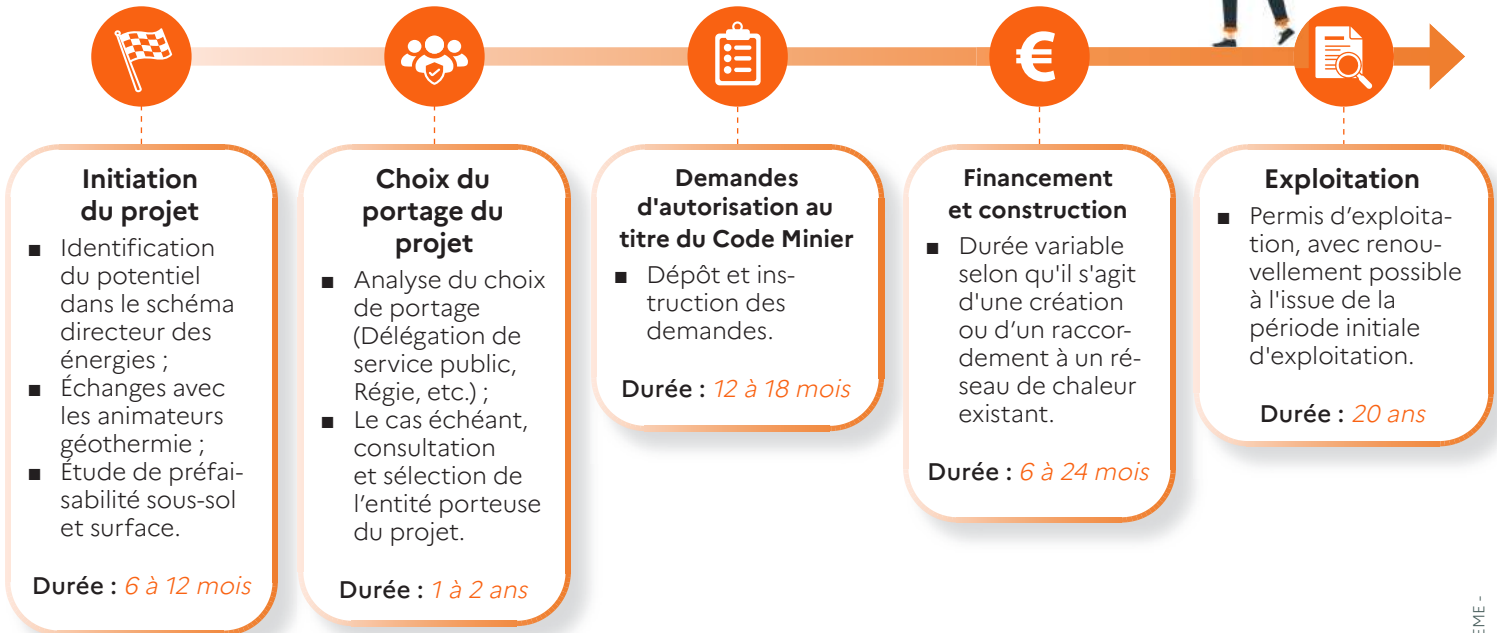 €
Initiation
du projet
■ Identification
du potentiel
dans le schéma
directeur des
énergies ;
■ Échanges avec
les animateurs
géothermie ;
■ Étude de préfai-
sabilité sous-sol
et surface.
Durée : 6 à 12 mois
Choix du
portage du
projet
■ Analyse du choix
de portage
(Délégation de
service public,
Régie, etc.) ;
■ Le cas échéant,
consultation
et sélection de
l’entité porteuse
du projet.
Durée : 1 à 2 ans
Demandes
d'autorisation au
titre du Code Minier
■ Dépôt et ins-
truction des
demandes.
Durée : 12 à 18 mois
Financement
et construction
■ Durée variable
selon qu'il s'agit
d'une création
ou d’un raccor-
dement à un ré-
seau de chaleur
existant.
Durée : 6 à 24 mois
Exploitation
■ Permis d’exploita-
tion, avec renou-
vellement possible
à l'issue de la
période initiale
d'exploitation.
Durée : 20 ans